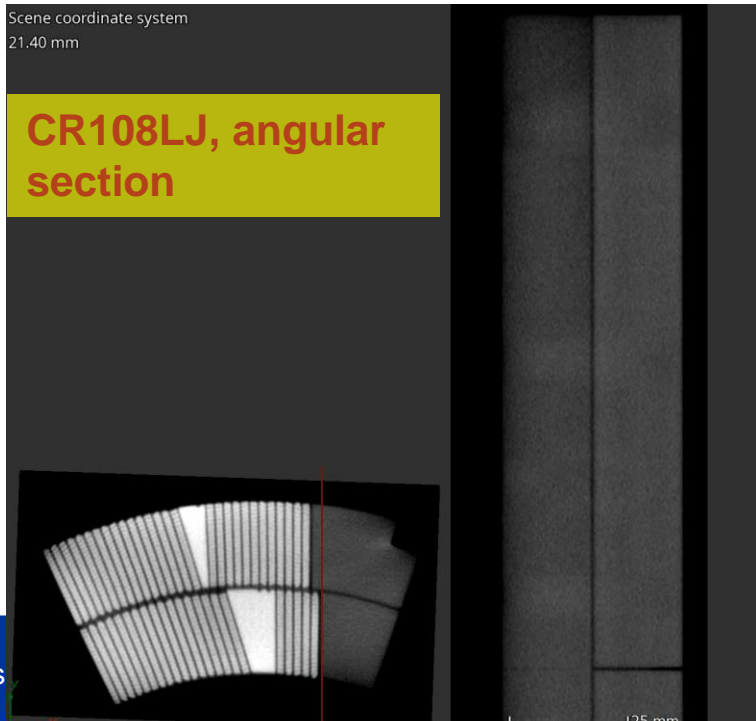 Scene coordinate system
21.40 mm
CR108LJ, angular
section
s
25 mm